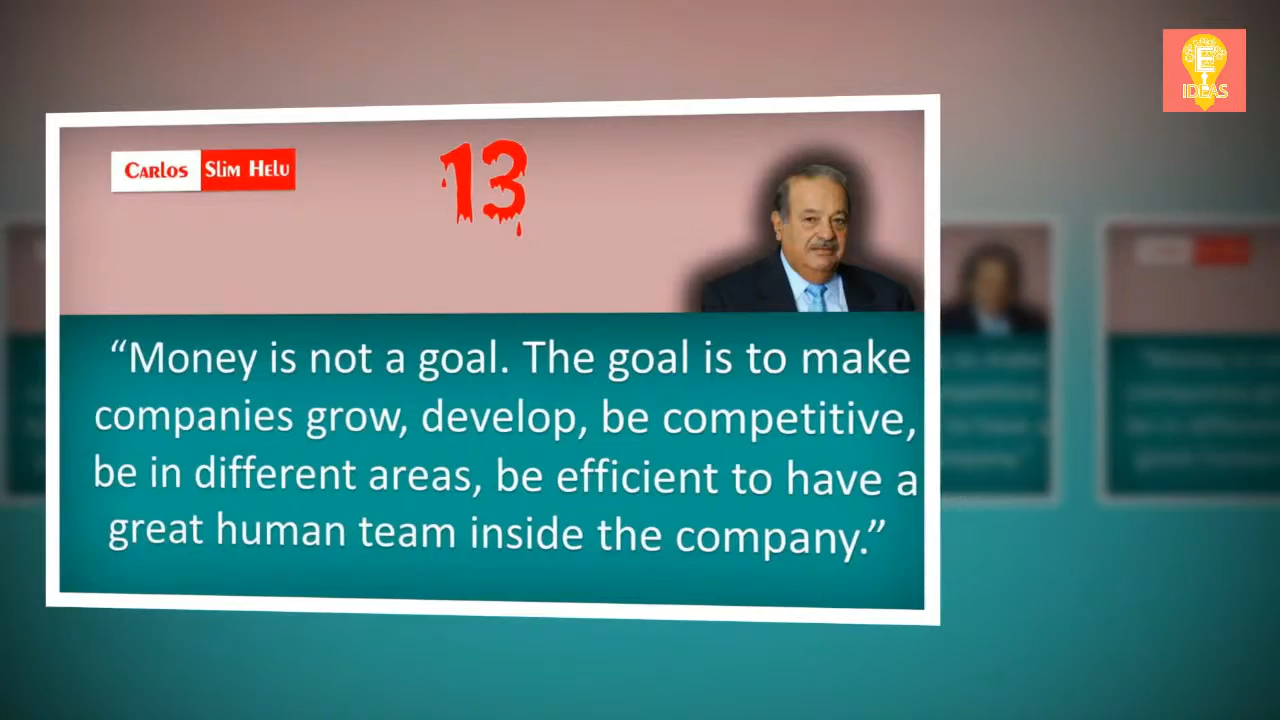 E
IDEAS
Carlos Slim Helu
13
“Money is not a goal. The goal is to make
companies grow, develop, be competitive,
be in different areas, be efficient to have a
great human team inside the company.”